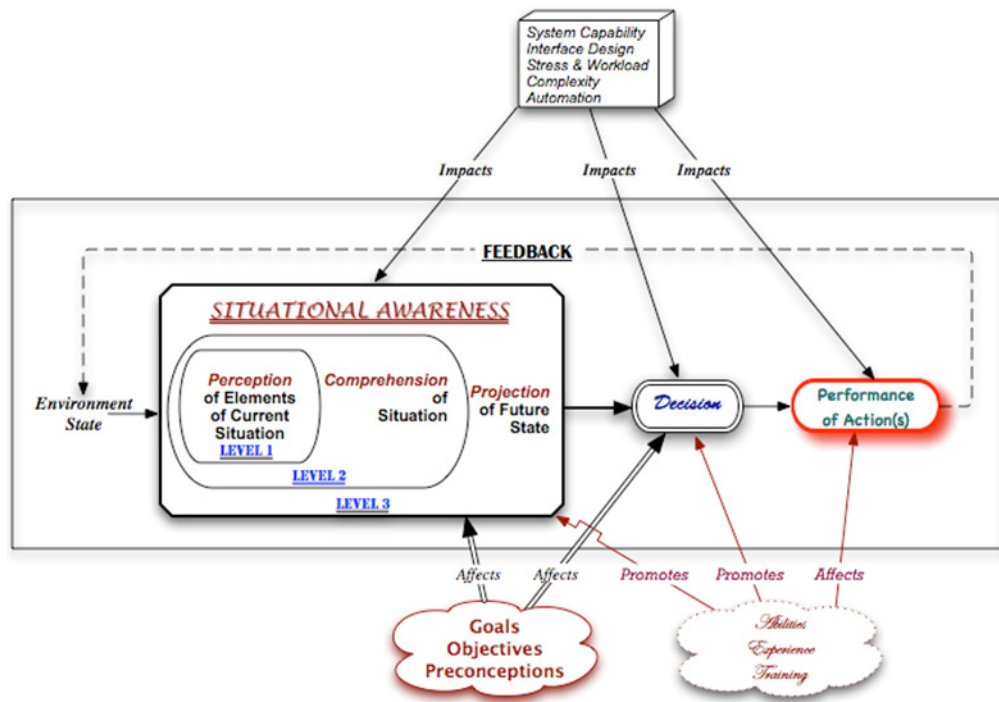 System Capability
Interface Design
Stress & Workload
Complexity
Automation
Impacts
Impacts
Impacts
FEEDBACK
SITUATIONAL AWARENESS
Perception
of Elements
of Current
Situation
LEVEL 1
Comprehension
of
Situation
LEVEL 2
Projection
of Future
State
LEVEL 3
Environment
State
Decision
Performance
of Action(s)
Affects
Affects
Promotes
Promotes
Affects
Goals
Objectives
Preconceptions
Abilities
Experience
Training